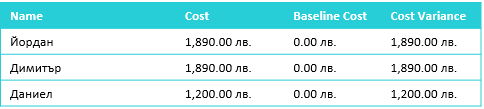 Name Cost Baseline Cost Cost Variance
Йордан 1,890.00 лв. 0.00 лв. 1,890.00 лв.
Димитър 1,890.00 лв. 0.00 лв. 1,890.00 лв.
Даниел 1,200.00 лв. 0.00 лв. 1,200.00 лв.